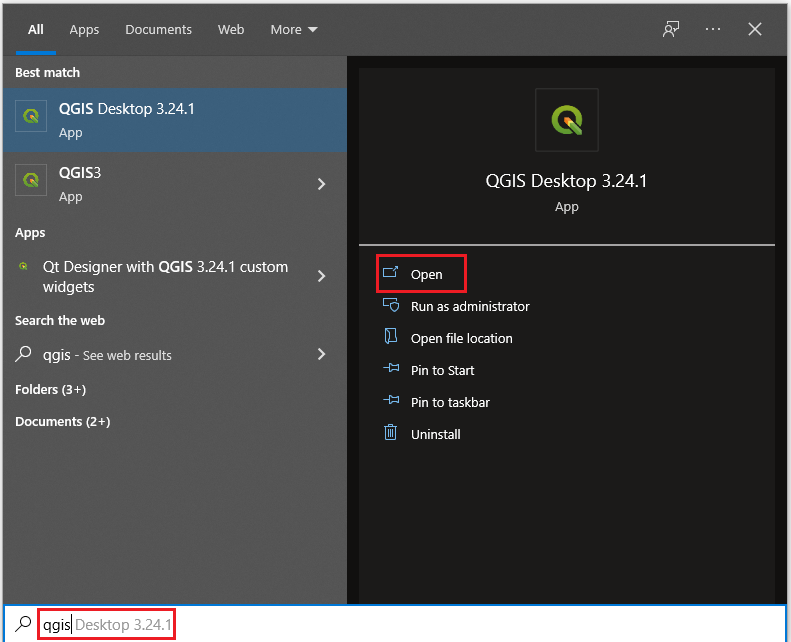 All Apps Documents Web More
Best match
QGIS Desktop 3.24.1
App
QGIS3
App
Apps
Qt Designer with QGIS 3.24.1 custom
widgets
Search the web
qgis - See web results
Folders (3+)
Documents (2+)
QGIS Desktop 3.24.1
App
Open
Run as administrator
Open file location
Pin to Start
Pin to taskbar
Uninstall
qgis Desktop 3.24.1